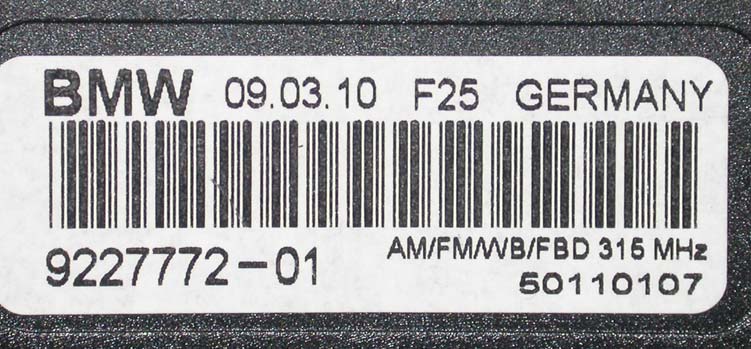 BMW 09.03.10 F25 GERMANY
9227772-01 AM/FM/WB/FBD 315 MHz
50110107